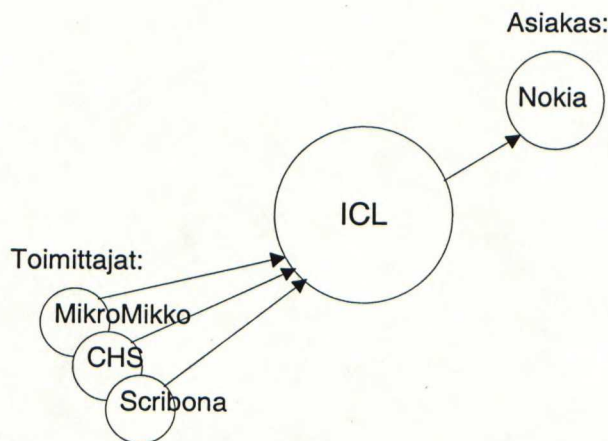 Asiakas:
Nokia
ICL
Toimittajat:
MikroMikko
CHS
Scribona